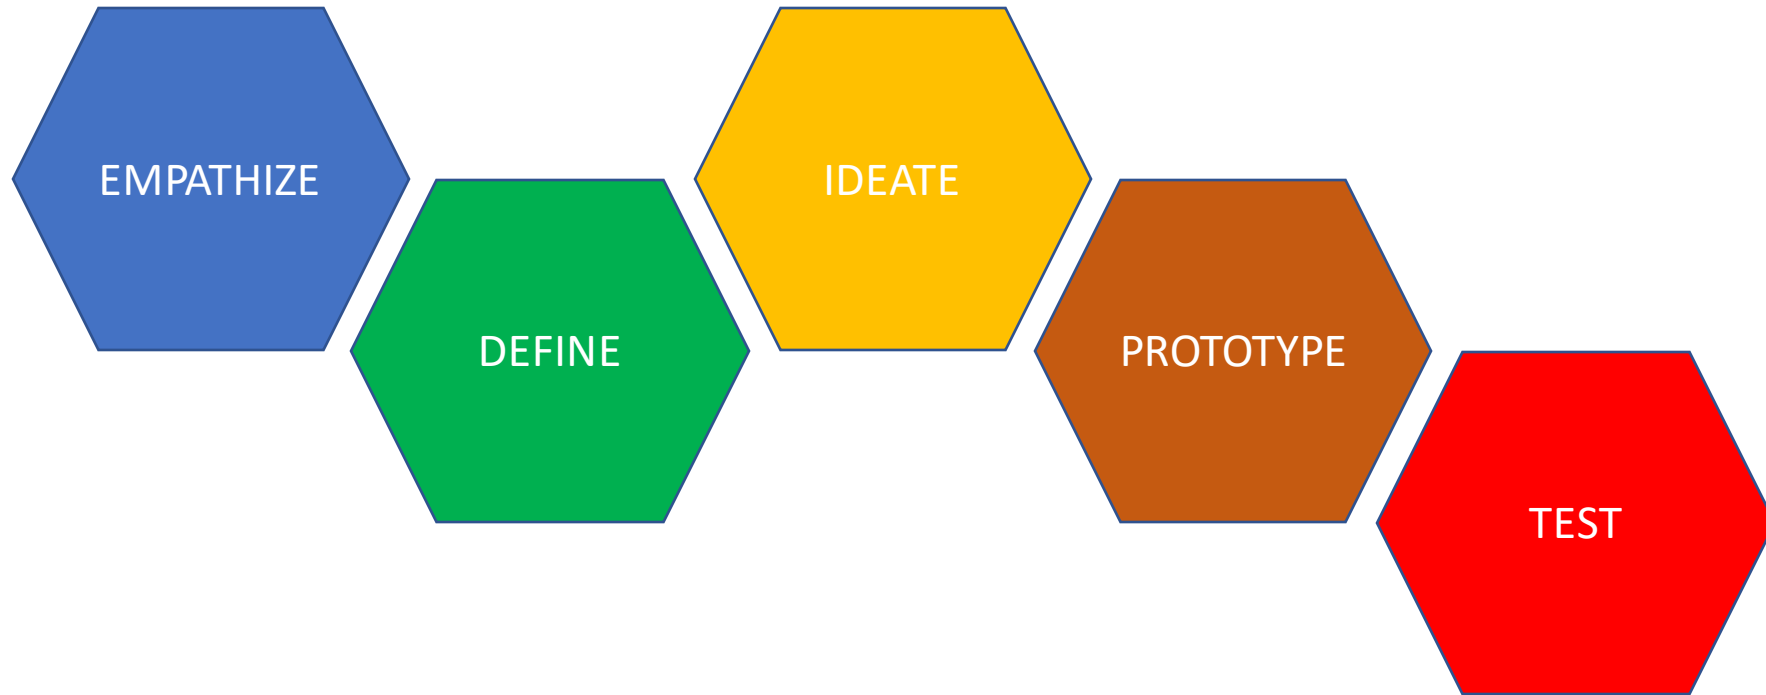 EMPATHIZE
DEFINE
IDEATE
PROTOTYPE
TEST